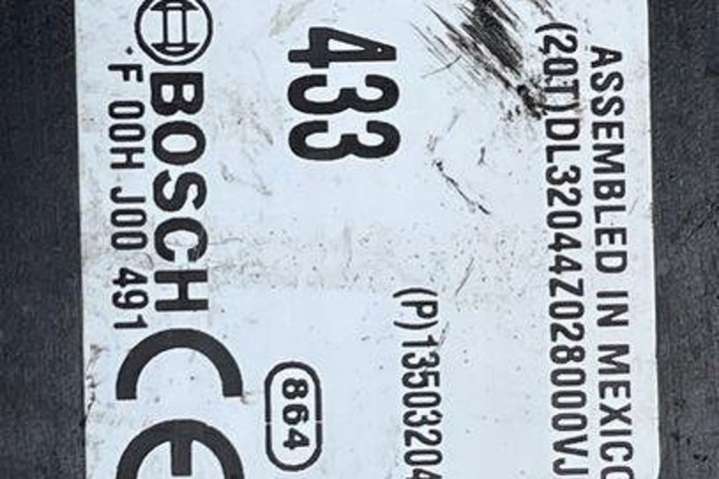 ASSEMBLED IN MEXICO
(20T)DL32044Z028000VJ
(P)13503204
433
864
BOSCH
F 00H J00 491
CE